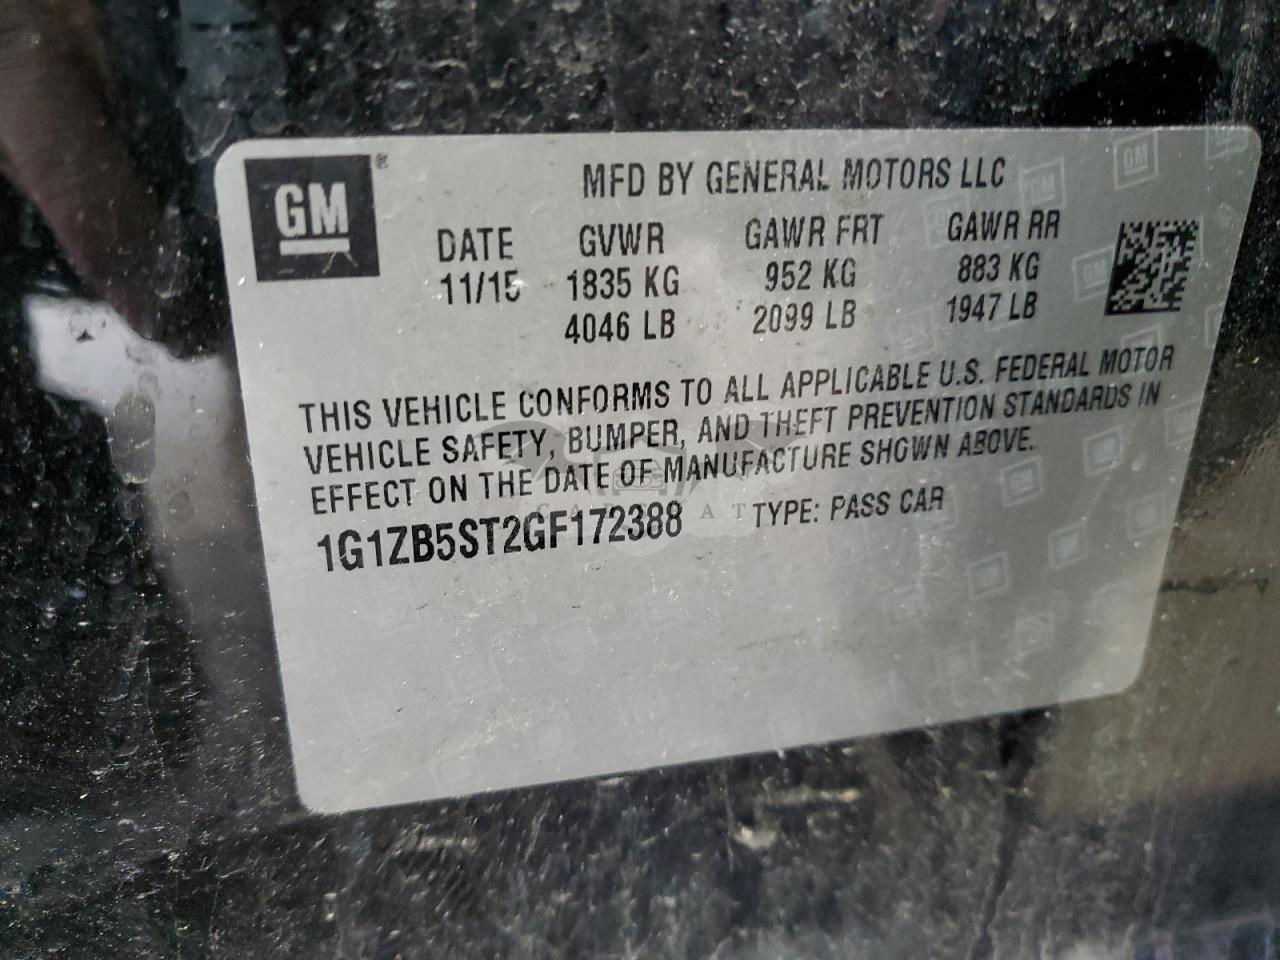 GM ®
MFD BY GENERAL MOTORS LLC
DATE GVWR GAWR FRT GAWR RR
11/15 1835 KG 952 KG 883 KG
4046 LB 2099 LB 1947 LB
THIS VEHICLE CONFORMS TO ALL APPLICABLE U.S. FEDERAL MOTOR
VEHICLE SAFETY, BUMPER, AND THEFT PREVENTION STANDARDS IN
EFFECT ON THE DATE OF MANUFACTURE SHOWN ABOVE.
1G1ZB5ST2GF172388 TYPE: PASS CAR